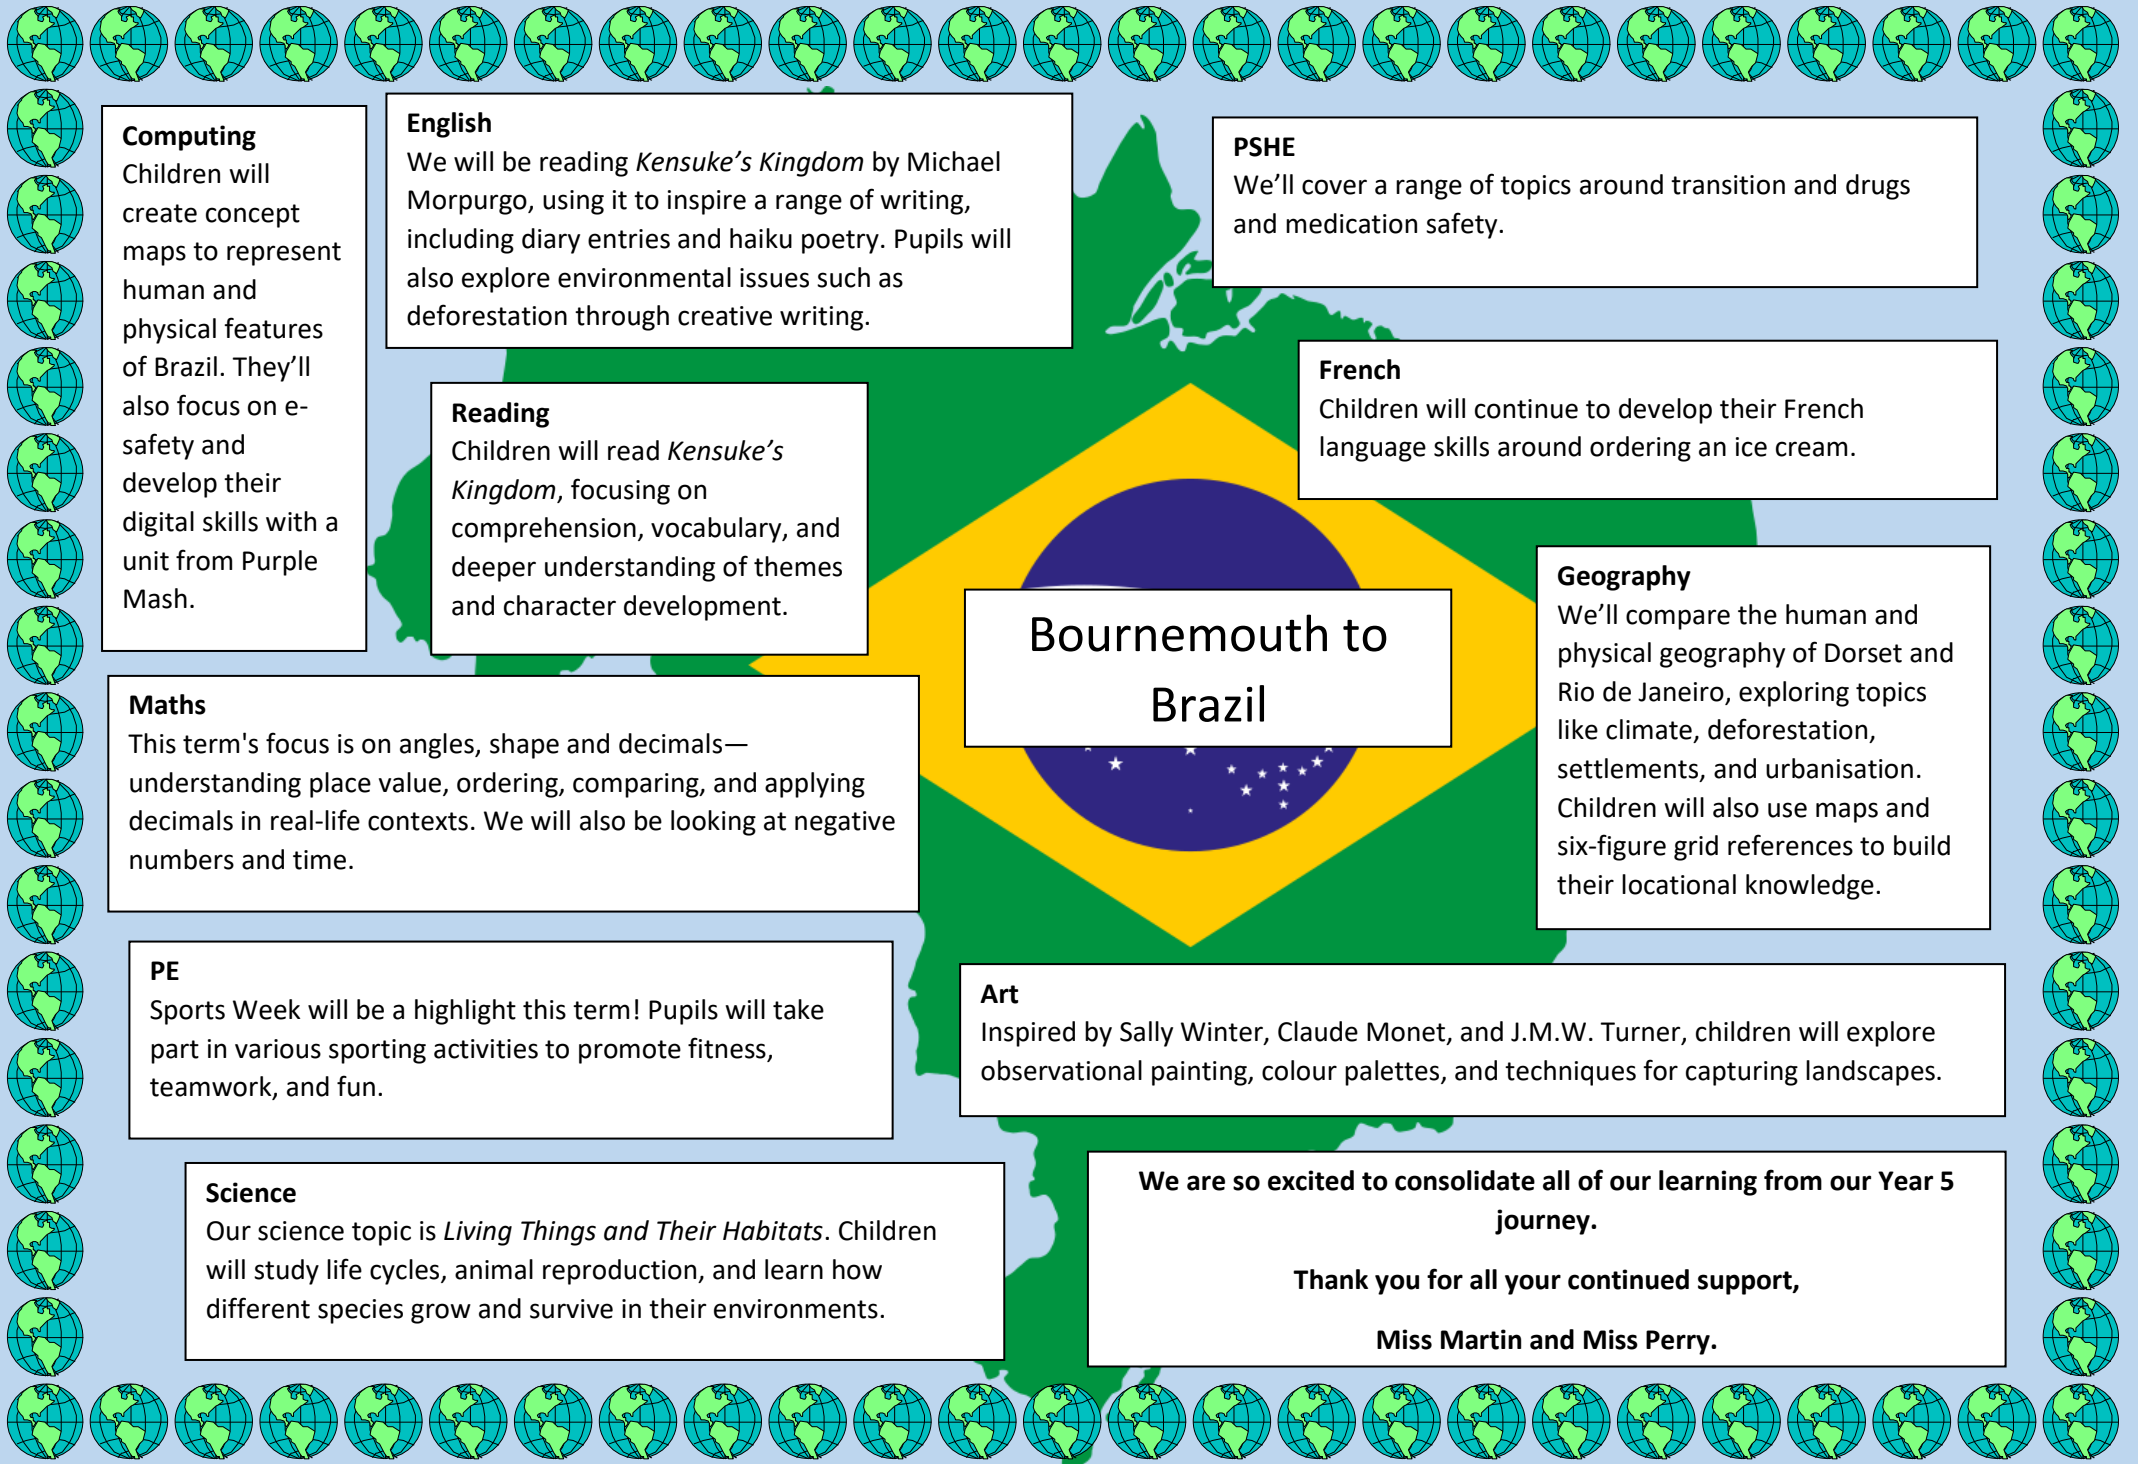 Computing
Children will
create concept
maps to represent
human and
physical features
of Brazil. They’ll
also focus on e-
safety and
develop their
digital skills with a
unit from Purple
Mash.
English
We will be reading Kensuke’s Kingdom by Michael
Morpurgo, using it to inspire a range of writing,
including diary entries and haiku poetry. Pupils will
also explore environmental issues such as
deforestation through creative writing.
PSHE
We’ll cover a range of topics around transition and drugs
and medication safety.
Reading
Children will read Kensuke’s
Kingdom, focusing on
comprehension, vocabulary, and
deeper understanding of themes
and character development.
French
Children will continue to develop their French
language skills around ordering an ice cream.
Bournemouth to
Brazil
Geography
We’ll compare the human and
physical geography of Dorset and
Rio de Janeiro, exploring topics
like climate, deforestation,
settlements, and urbanisation.
Children will also use maps and
six-figure grid references to build
their locational knowledge.
Maths
This term's focus is on angles, shape and decimals—
understanding place value, ordering, comparing, and applying
decimals in real-life contexts. We will also be looking at negative
numbers and time.
PE
Sports Week will be a highlight this term! Pupils will take
part in various sporting activities to promote fitness,
teamwork, and fun.
Art
Inspired by Sally Winter, Claude Monet, and J.M.W. Turner, children will explore
observational painting, colour palettes, and techniques for capturing landscapes.
Science
Our science topic is Living Things and Their Habitats. Children
will study life cycles, animal reproduction, and learn how
different species grow and survive in their environments.
We are so excited to consolidate all of our learning from our Year 5
journey.
Thank you for all your continued support,
Miss Martin and Miss Perry.